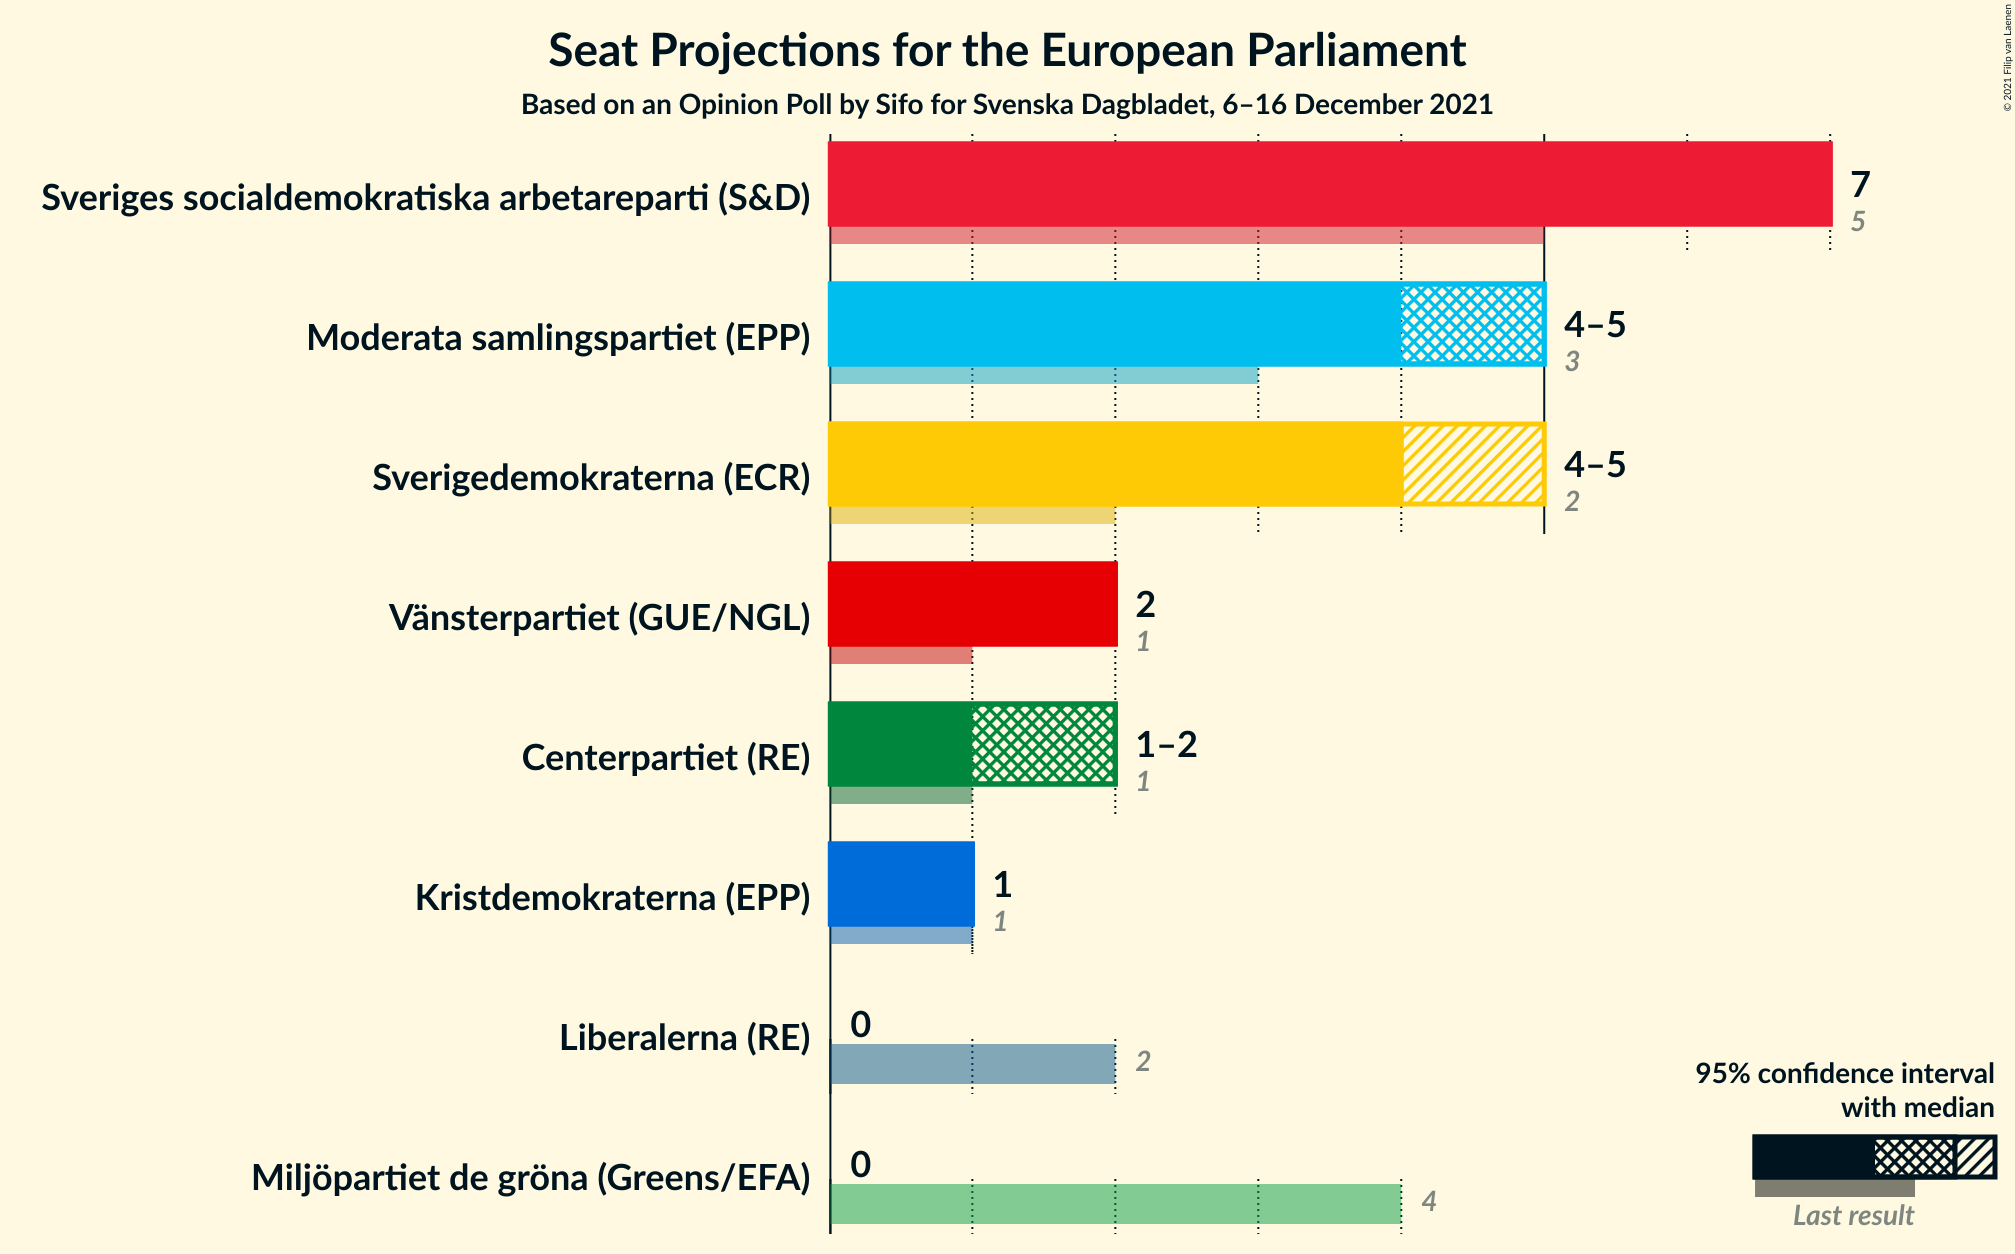 Seat Projections for the European Parliament
Based on an Opinion Poll by Sifo for Svenska Dagbladet, 6–16 December 2021
© 2021 Filip van Laenen
Sveriges socialdemokratiska arbetareparti (S&D)
7
5
Moderata samlingspartiet (EPP)
4–5
3
Sverigedemokraterna (ECR)
4–5
2
Vänsterpartiet (GUE/NGL)
2
1
Centerpartiet (RE)
1–2
1
Kristdemokraterna (EPP)
1
1
Liberalerna (RE)
0
2
Miljöpartiet de gröna (Greens/EFA)
0
4
95% confidence interval
with median
Last result